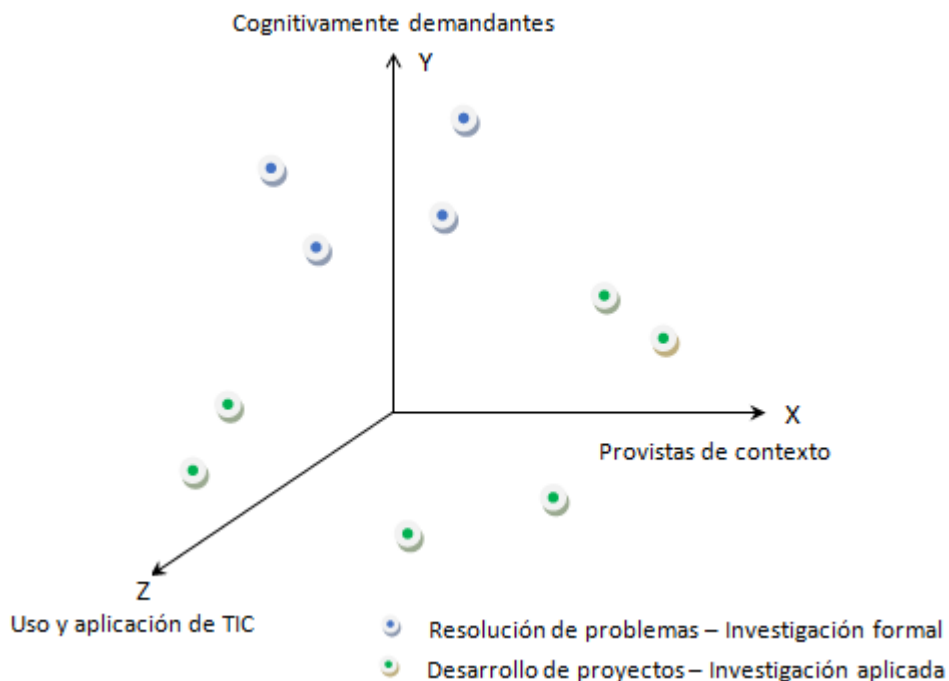 Cognitivamente demandantes
Y
X
Provistas de contexto
Z
Uso y aplicación de TIC
Resolución de problemas – Investigación formal
Desarrollo de proyectos – Investigación aplicada